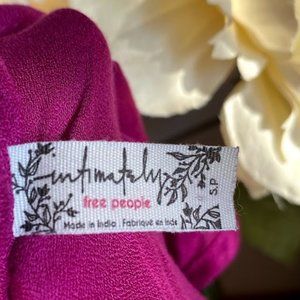 intimately
free people
Made in India . Fabriqué en Inde
S.P